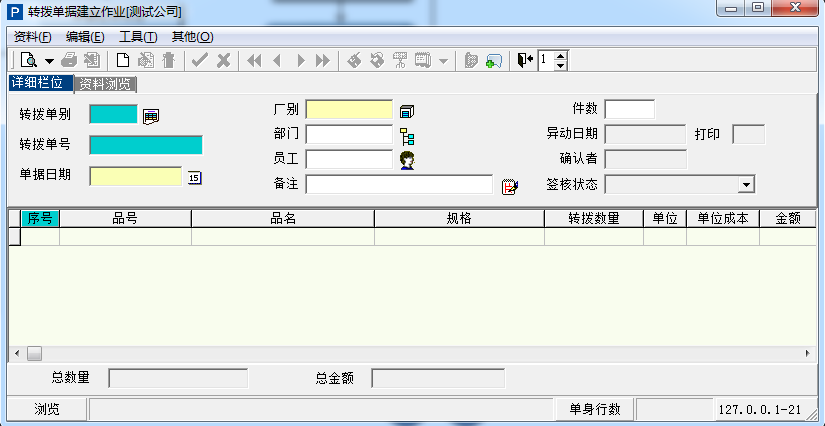 转拨单据建立作业[测试公司]
资料(F) 编辑(E) 工具(T) 其他(O)
1
详细栏位 资料浏览
转拨单别 厂别 件数
部门 异动日期 打印
转拨单号
员工 确认者
单据日期 15
备注 签核状态
序号 品号 品名 规格 转拨数量 单位 单位成本 金额
总数量 总金额
浏览 单身行数 127.0.0.1-21